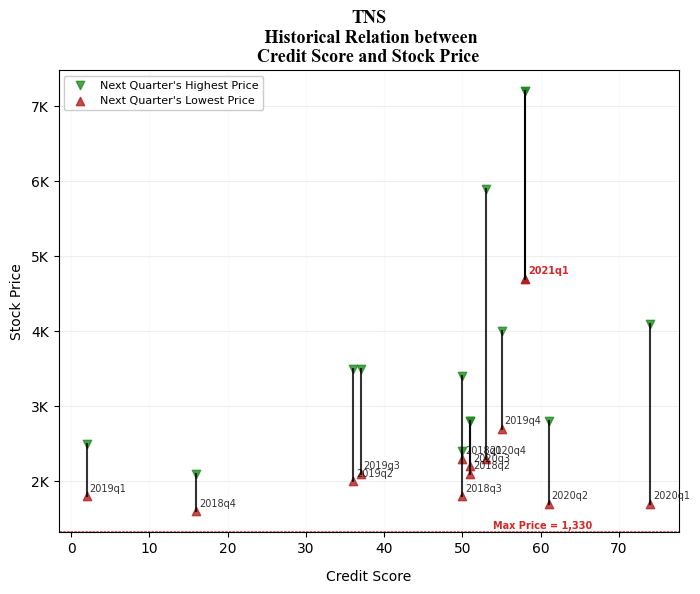 TNS
Historical Relation between
Credit Score and Stock Price
Next Quarter's Highest Price
Next Quarter's Lowest Price
7K
6K
5K
4K
3K
2K
Stock Price
2021q1
2019q4
2018q1
2020q4
2020q3
2018q2
2019q3
2019q2
2019q1
2018q3
2018q4
2020q2
2020q1
Max Price = 1,330
0 10 20 30 40 50 60 70
Credit Score